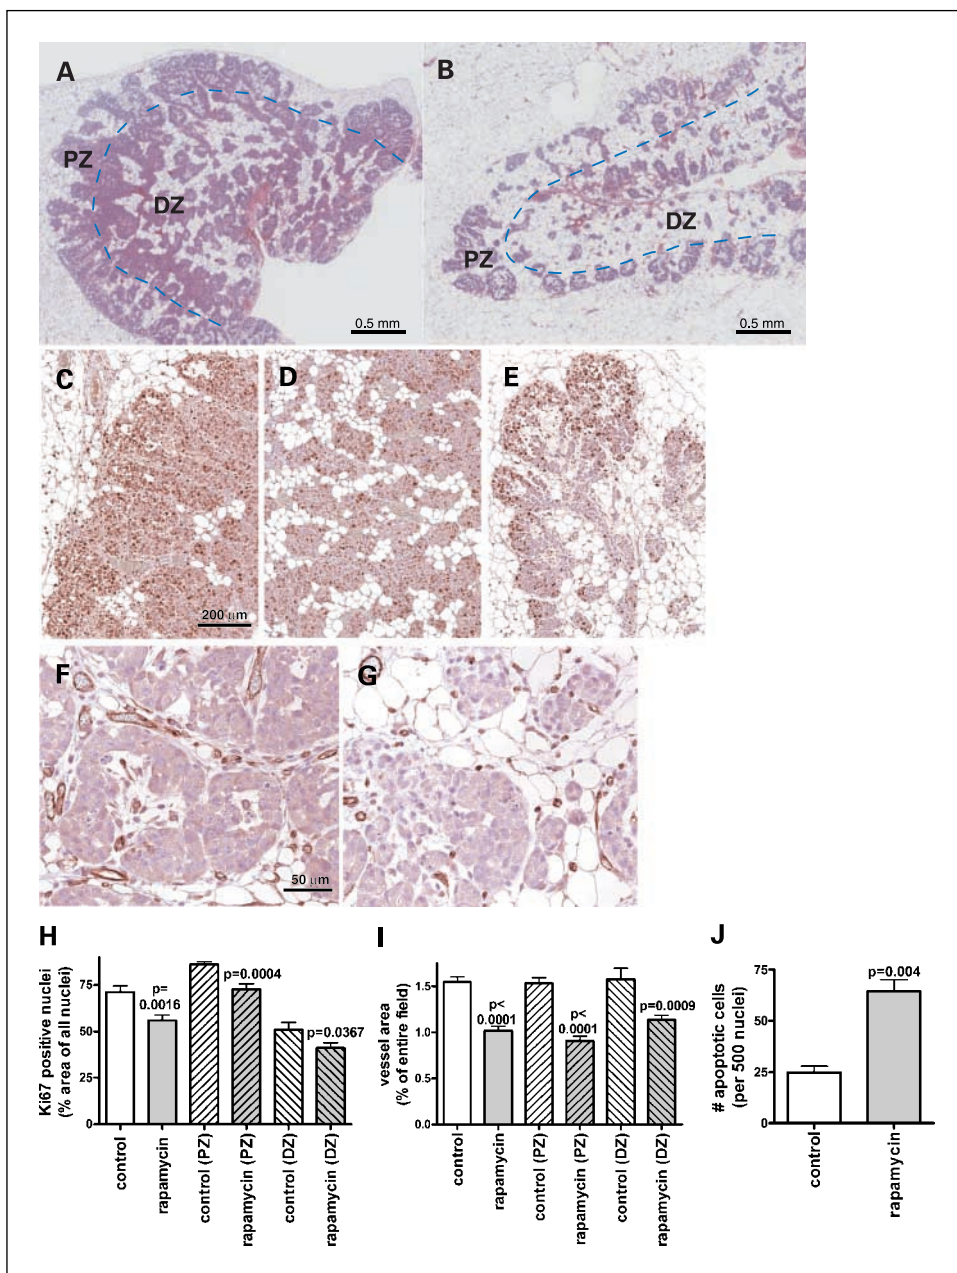 A
B
PZ
DZ
DZ
PZ
0.5 mm
0.5 mm
C
D
E
200 µm
F
G
50 µm
H
I
J
Ki67 positive nuclei
(% area of all nuclei)
75
50
25
0
p=
0.0016
p=0.0004
p=0.0367
control
rapamycin
control (PZ)
rapamycin (PZ)
control (DZ)
rapamycin (DZ)
vessel area
(% of entire field)
1.5
1.0
0.5
0.0
p<
0.0001
p<
0.0001
p=0.0009
control
rapamycin
control (PZ)
rapamycin (PZ)
control (DZ)
rapamycin (DZ)
# apoptotic cells
(per 500 nuclei)
75
50
25
0
p=0.004
control
rapamycin